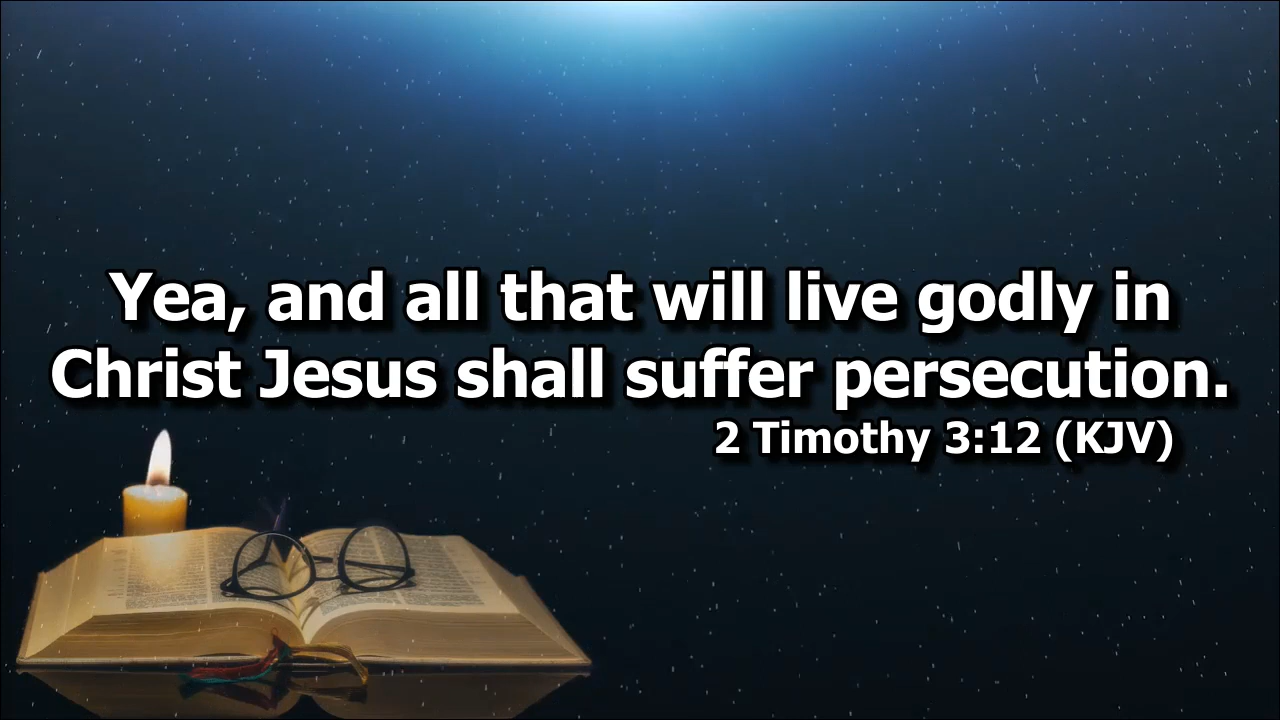 Yea, and all that will live godly in
Christ Jesus shall suffer persecution.
2 Timothy 3:12 (KJV)